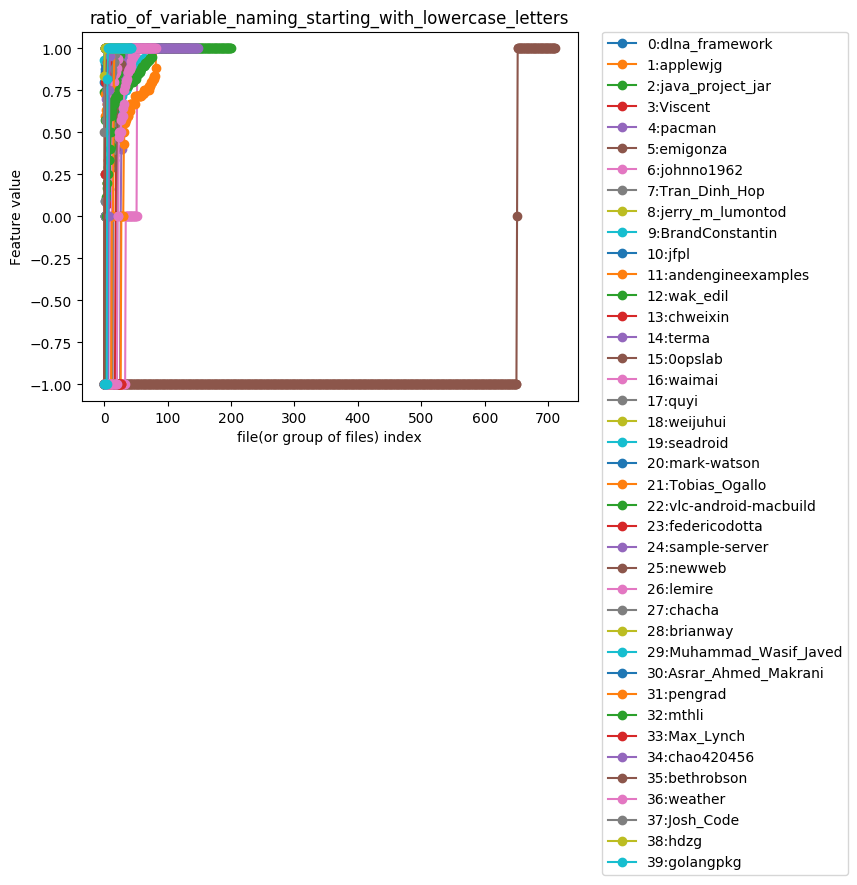 ratio_of_variable_naming_starting_with_lowercase_letters
Feature value
1.00
0.75
0.50
0.25
0.00
−0.25
−0.50
−0.75
−1.00
0 100 200 300 400 500 600 700
file(or group of files) index
0:dlna_framework
1:applewjg
2:java_project_jar
3:Viscent
4:pacman
5:emigonza
6:johnno1962
7:Tran_Dinh_Hop
8:jerry_m_lumontod
9:BrandConstantin
10:jfpl
11:andengineexamples
12:wak_edil
13:chweixin
14:terma
15:0opslab
16:waimai
17:quyi
18:weijuhui
19:seadroid
20:mark-watson
21:Tobias_Ogallo
22:vlc-android-macbuild
23:federicodotta
24:sample-server
25:newweb
26:lemire
27:chacha
28:brianway
29:Muhammad_Wasif_Javed
30:Asrar_Ahmed_Makrani
31:pengrad
32:mthli
33:Max_Lynch
34:chao420456
35:bethrobson
36:weather
37:Josh_Code
38:hdzg
39:golangpkg